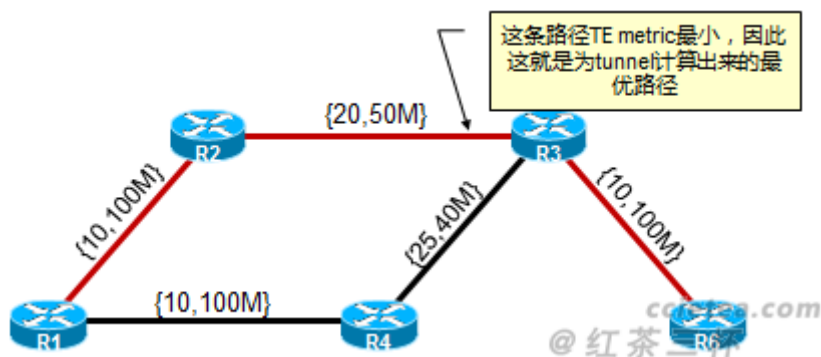 这条路径TE metric最小，因此
这就是为tunnel计算出来的最
优路径
{20,50M}
R2
R3
{10,100M}
{25,40M}
{10,100M}
{10,100M}
R1
R4
R6
ccietea.com
@红茶三杯